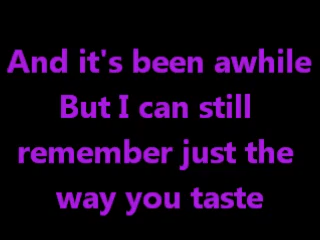 And it's been awhile
But I can still
remember just the
way you taste